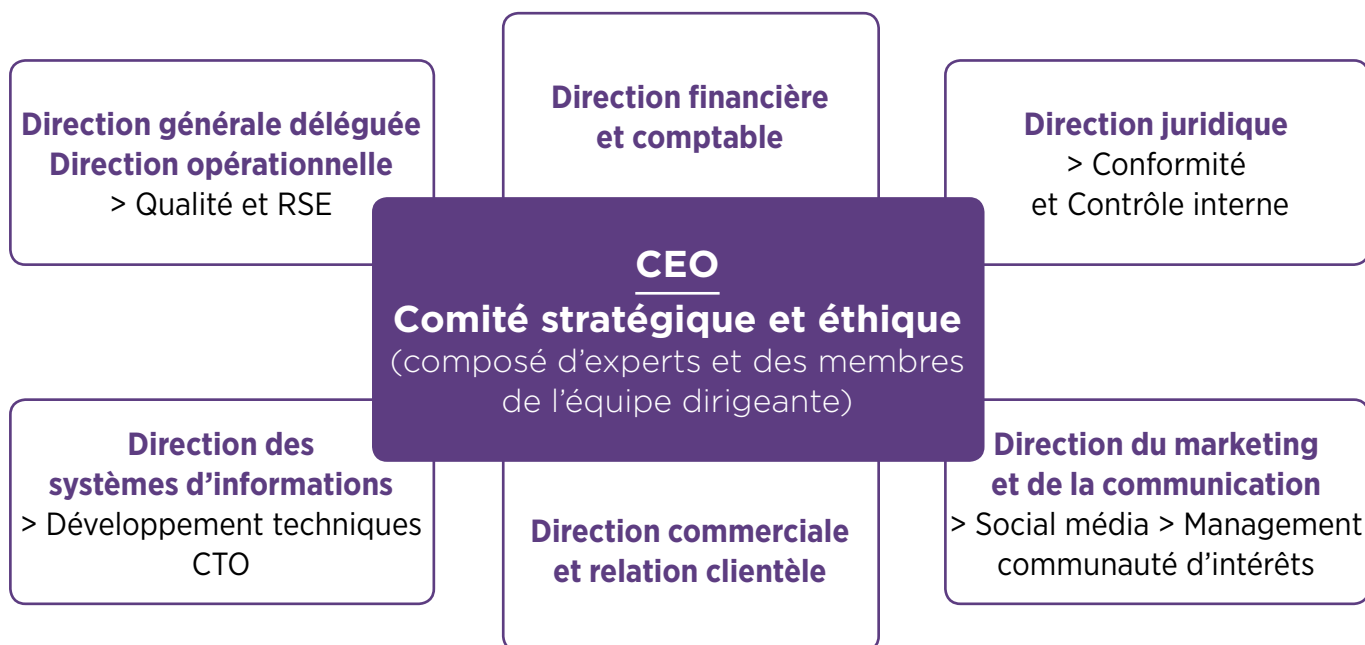 Direction générale déléguée
Direction opérationnelle
> Qualité et RSE
Direction financière
et comptable
Direction juridique
> Conformité
et Contrôle interne
CEO
Comité stratégique et éthique
(composé d’experts et des membres
de l’équipe dirigeante)
Direction des
systèmes d’informations
> Développement techniques
CTO
Direction commerciale
et relation clientèle
Direction du marketing
et de la communication
> Social média > Management
communauté d’intérêts